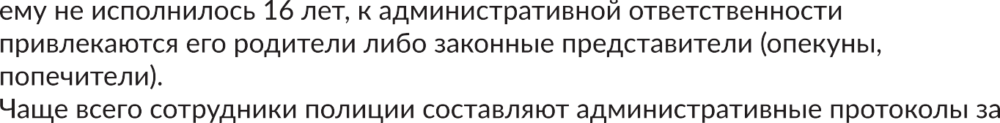 ему не исполнилось 16 лет, к административной ответственности
привлекаются его родители либо законные представители (опекуны,
попечители).
Чаще всего сотрудники полиции составляют административные протоколы за